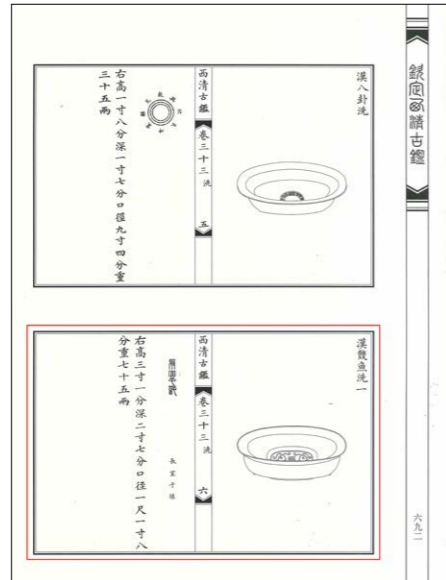 欽定西清古鑑
六九二
漢八卦洗
西清古鑑
卷三十三 洗
五
右高一寸八分深一寸七分口徑九寸四分重
三十五兩
漢雙魚洗一
西清古鑑
卷三十三 洗
六
長宜子孫
右高三寸一分深二寸七分口徑一尺一寸八
分重七十五兩